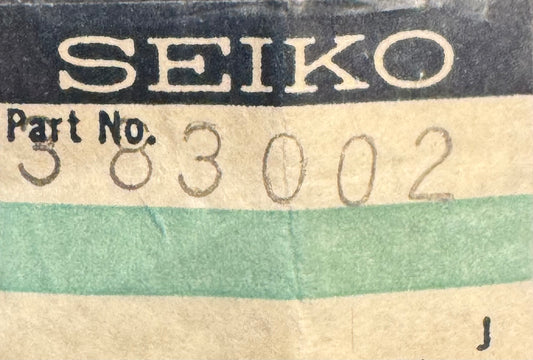 SEIKO
Part No.
383002
J